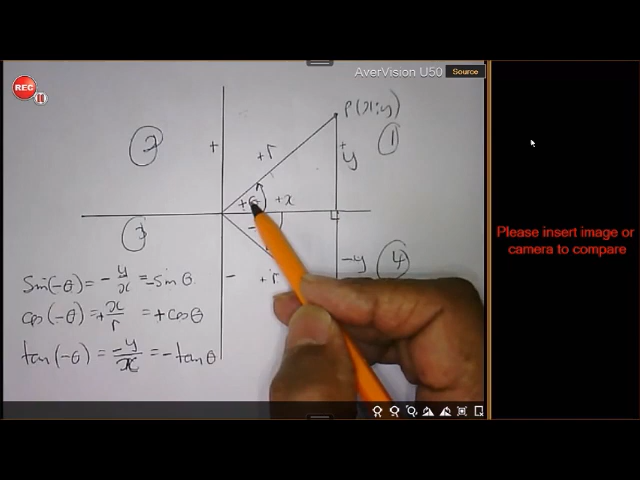 AverVision U50
Source
REC
P(x;y)
2
+
+r
+
y
1
+θ
+x
Please insert image or
camera to compare
3
-
-y
4
-
+r
sin(-θ) = -y/x = -sin θ
cos(-θ) = +x/r = +cos θ
tan(-θ) = -y/x = -tan θ